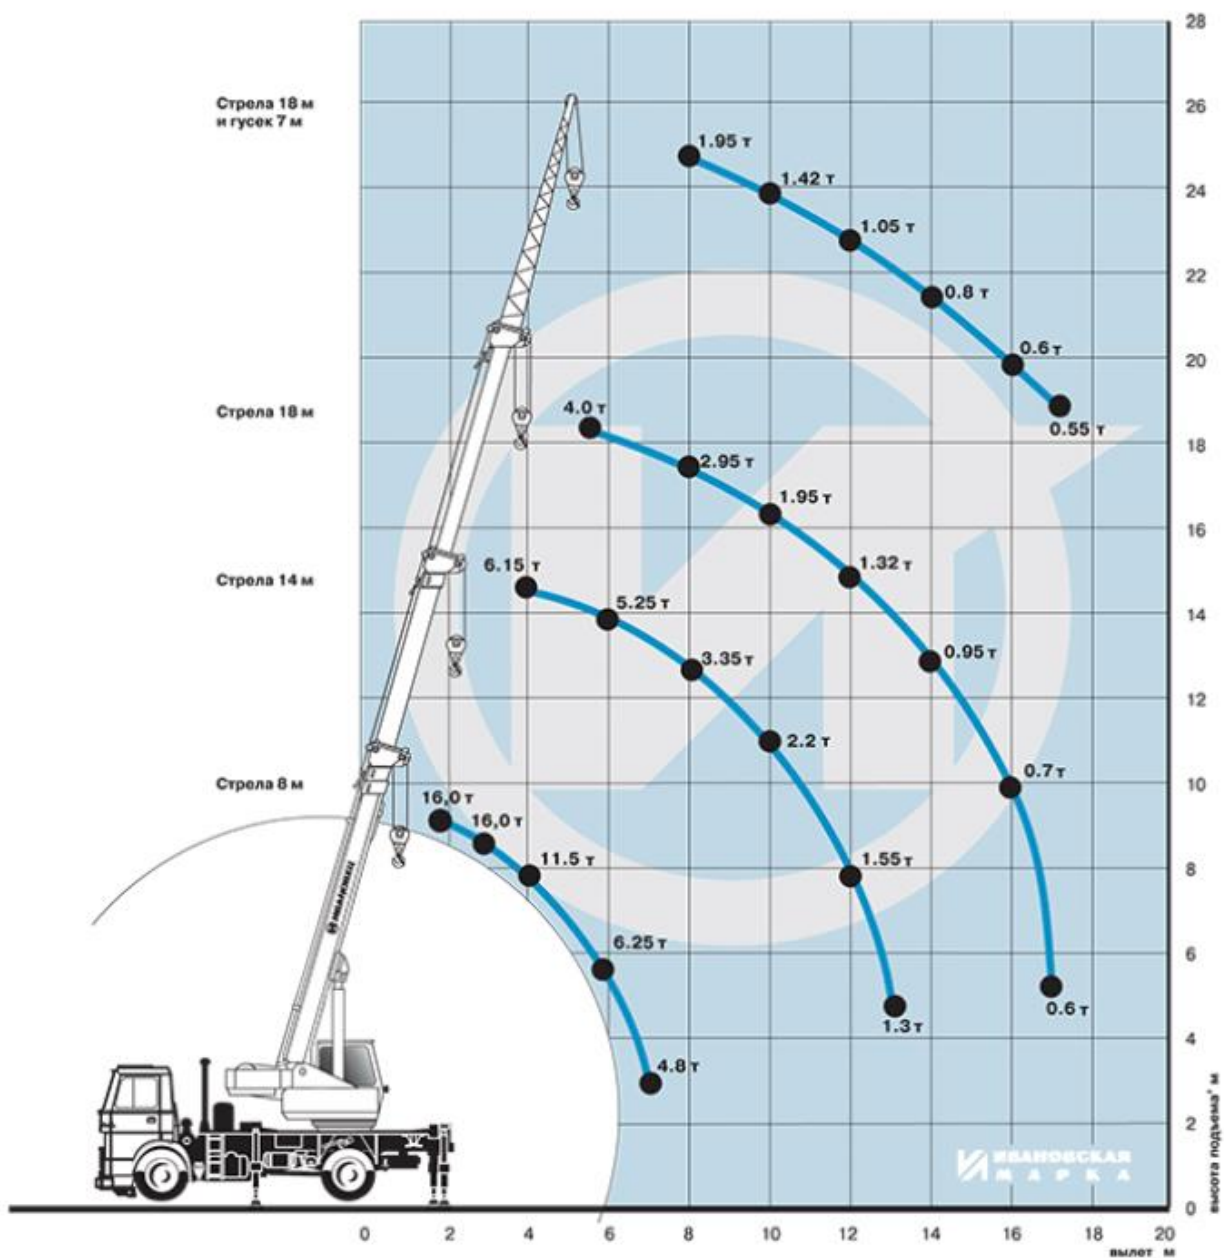 28
Стрела 18 м
и гусек 7 м
26
1.95 т
1.42 т
24
1.05 т
22
0.8 т
0.6 т
20
Стрела 18 м
4.0 т
0.55 т
18
2.95 т
1.95 т
16
Стрела 14 м
6.15 т
1.32 т
5.25 т
14
3.35 т
0.95 т
12
2.2 т
Стрела 8 м
16,0 т
0.7 т
10
16,0 т
11.5 т
1.55 т
8
ИВАНОВЕЦ
6.25 т
6
0.6 т
1.3 т
4
4.8 т
2
ИВАНОВСКАЯ
МАРКА
0
высота подъема' м
0 2 4 6 8 10 12 14 16 18 20
вылет м